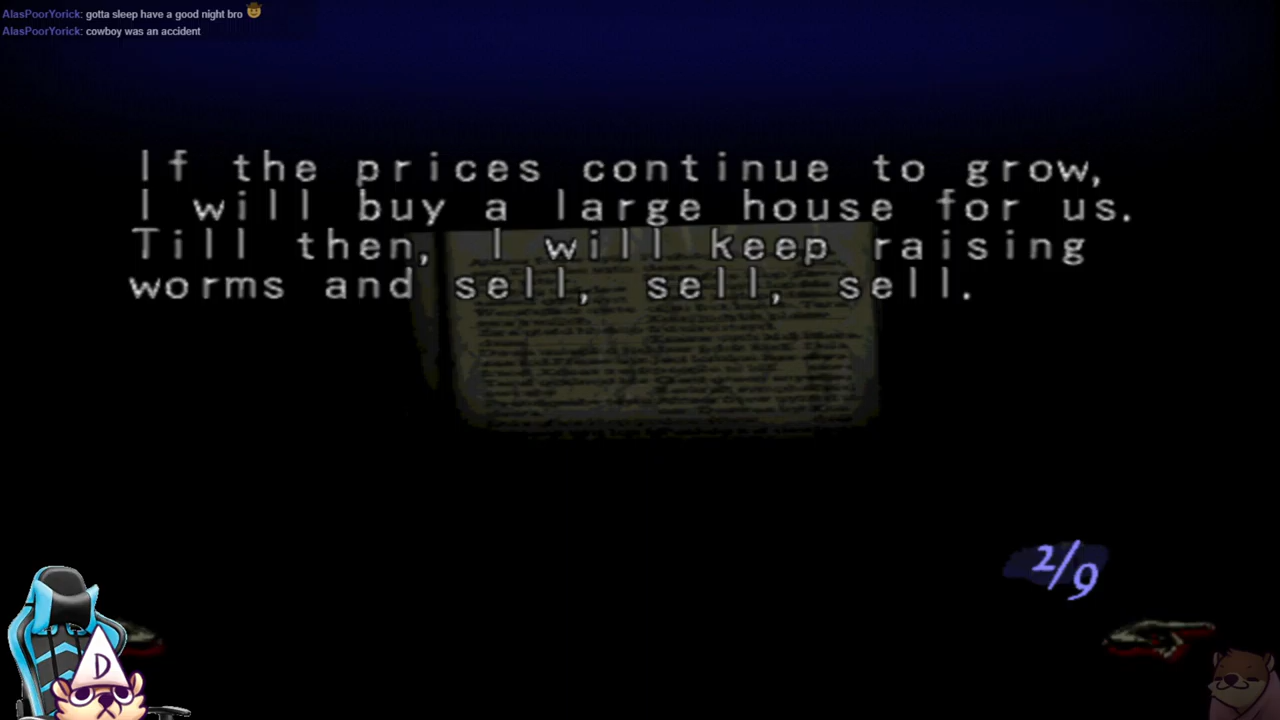 AlasPoorYorick: gotta sleep have a good night bro 🤠
AlasPoorYorick: cowboy was an accident
If the prices continue to grow,
I will buy a large house for us.
Till then, I will keep raising
worms and sell, sell, sell.
2/9
D